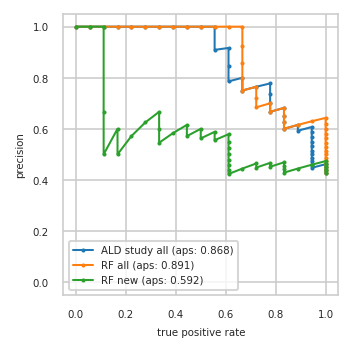 1.0
0.8
0.6
0.4
0.2
0.0
precision
ALD study all (aps: 0.868)
RF all (aps: 0.891)
RF new (aps: 0.592)
0.0 0.2 0.4 0.6 0.8 1.0
true positive rate